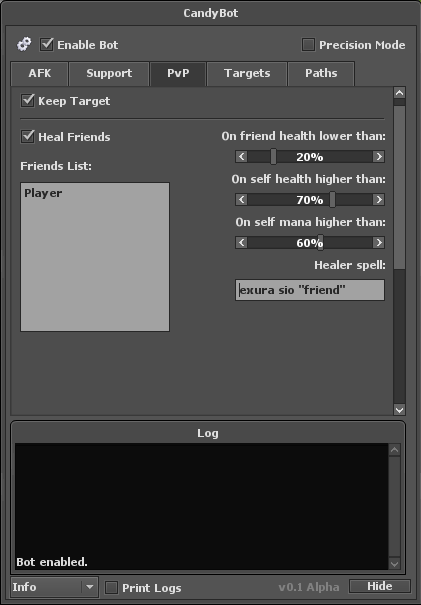 CandyBot
Enable Bot
Precision Mode
AFK Support PvP Targets Paths
Keep Target
Heal Friends
Friends List:
Player
On friend health lower than:
20%
On self health higher than:
70%
On self mana higher than:
60%
Healer spell:
exura sio "friend"
Log
Bot enabled.
Info
Print Logs
v0.1 Alpha
Hide